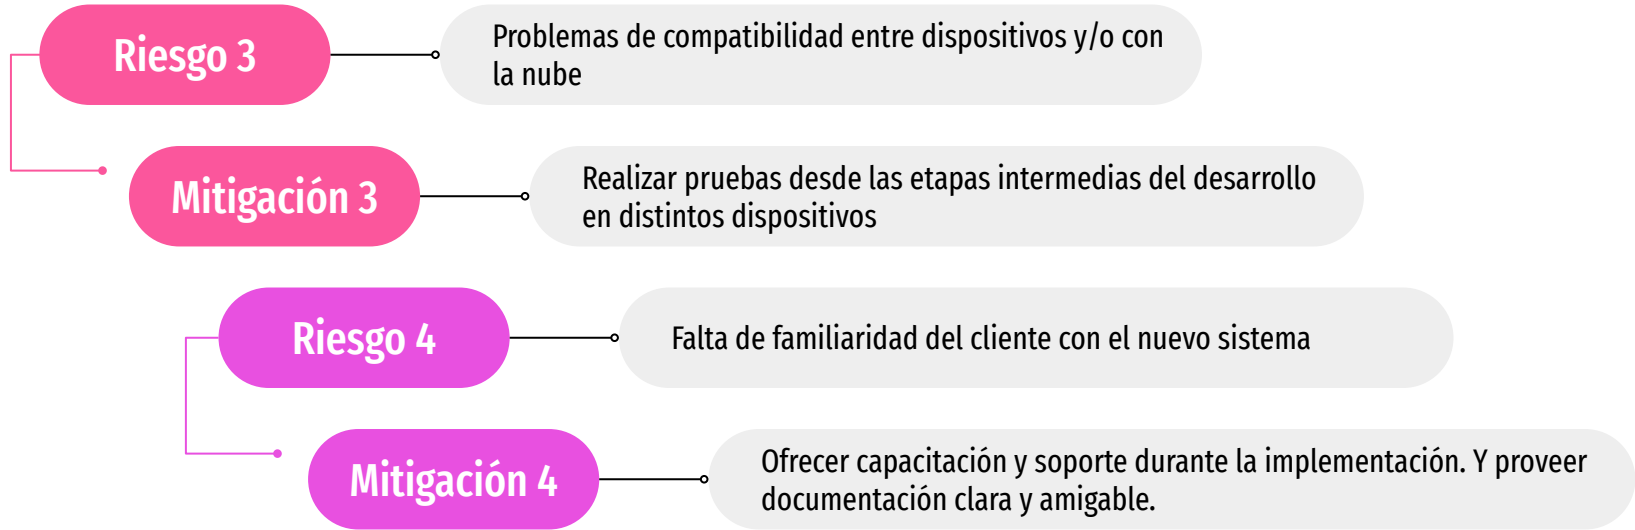 Riesgo 3
Problemas de compatibilidad entre dispositivos y/o con
la nube
Mitigación 3
Realizar pruebas desde las etapas intermedias del desarrollo
en distintos dispositivos
Riesgo 4
Falta de familiaridad del cliente con el nuevo sistema
Mitigación 4
Ofrecer capacitación y soporte durante la implementación. Y proveer
documentación clara y amigable.